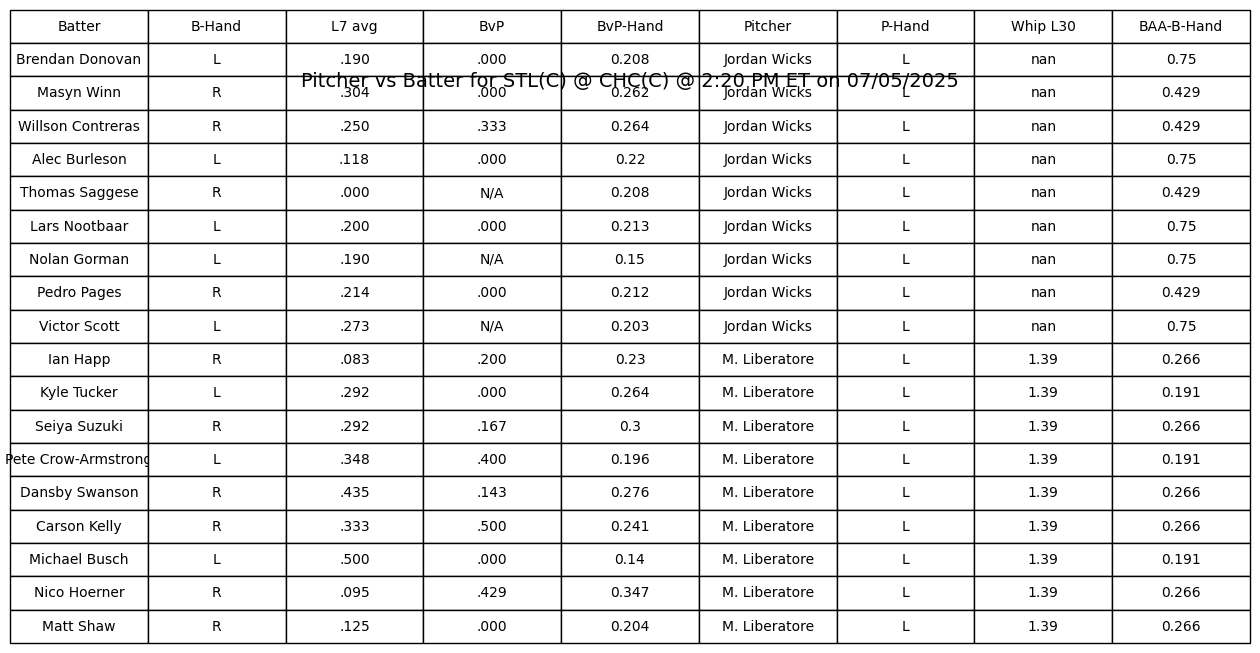 Batter B-Hand L7 avg BvP BvP-Hand Pitcher P-Hand Whip L30 BAA-B-Hand
Brendan Donovan L .190 .000 0.208 Jordan Wicks L nan 0.75
Pitcher vs Batter for STL(C) @ CHC(C) @ 2:20 PM ET on 07/05/2025
Masyn Winn R .304 .000 0.262 Jordan Wicks L nan 0.429
Willson Contreras R .250 .333 0.264 Jordan Wicks L nan 0.429
Alec Burleson L .118 .000 0.22 Jordan Wicks L nan 0.75
Thomas Saggese R .000 N/A 0.208 Jordan Wicks L nan 0.429
Lars Nootbaar L .200 .000 0.213 Jordan Wicks L nan 0.75
Nolan Gorman L .190 N/A 0.15 Jordan Wicks L nan 0.75
Pedro Pages R .214 .000 0.212 Jordan Wicks L nan 0.429
Victor Scott L .273 N/A 0.203 Jordan Wicks L nan 0.75
Ian Happ R .083 .200 0.23 M. Liberatore L 1.39 0.266
Kyle Tucker L .292 .000 0.264 M. Liberatore L 1.39 0.191
Seiya Suzuki R .292 .167 0.3 M. Liberatore L 1.39 0.266
Pete Crow-Armstrong L .348 .400 0.196 M. Liberatore L 1.39 0.191
Dansby Swanson R .435 .143 0.276 M. Liberatore L 1.39 0.266
Carson Kelly R .333 .500 0.241 M. Liberatore L 1.39 0.266
Michael Busch L .500 .000 0.14 M. Liberatore L 1.39 0.191
Nico Hoerner R .095 .429 0.347 M. Liberatore L 1.39 0.266
Matt Shaw R .125 .000 0.204 M. Liberatore L 1.39 0.266